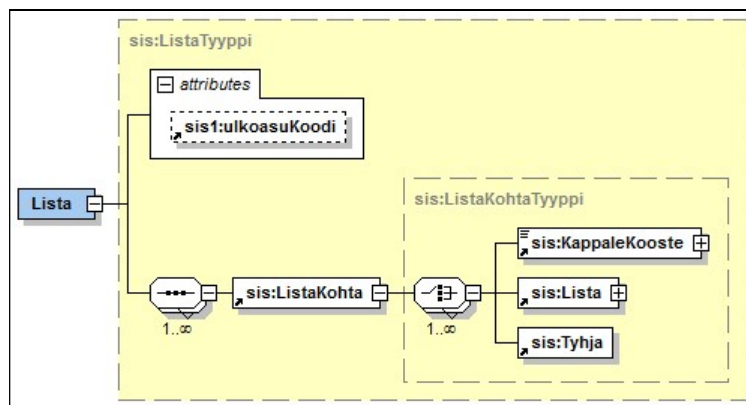 sis:ListaTyyppi
attributes
sis1:ulkoasuKoodi
Lista
sis:ListaKohtaTyyppi
sis:KappaleKooste
sis:ListaKohta
sis:Lista
1..∞
1..∞
sis:Tyhja